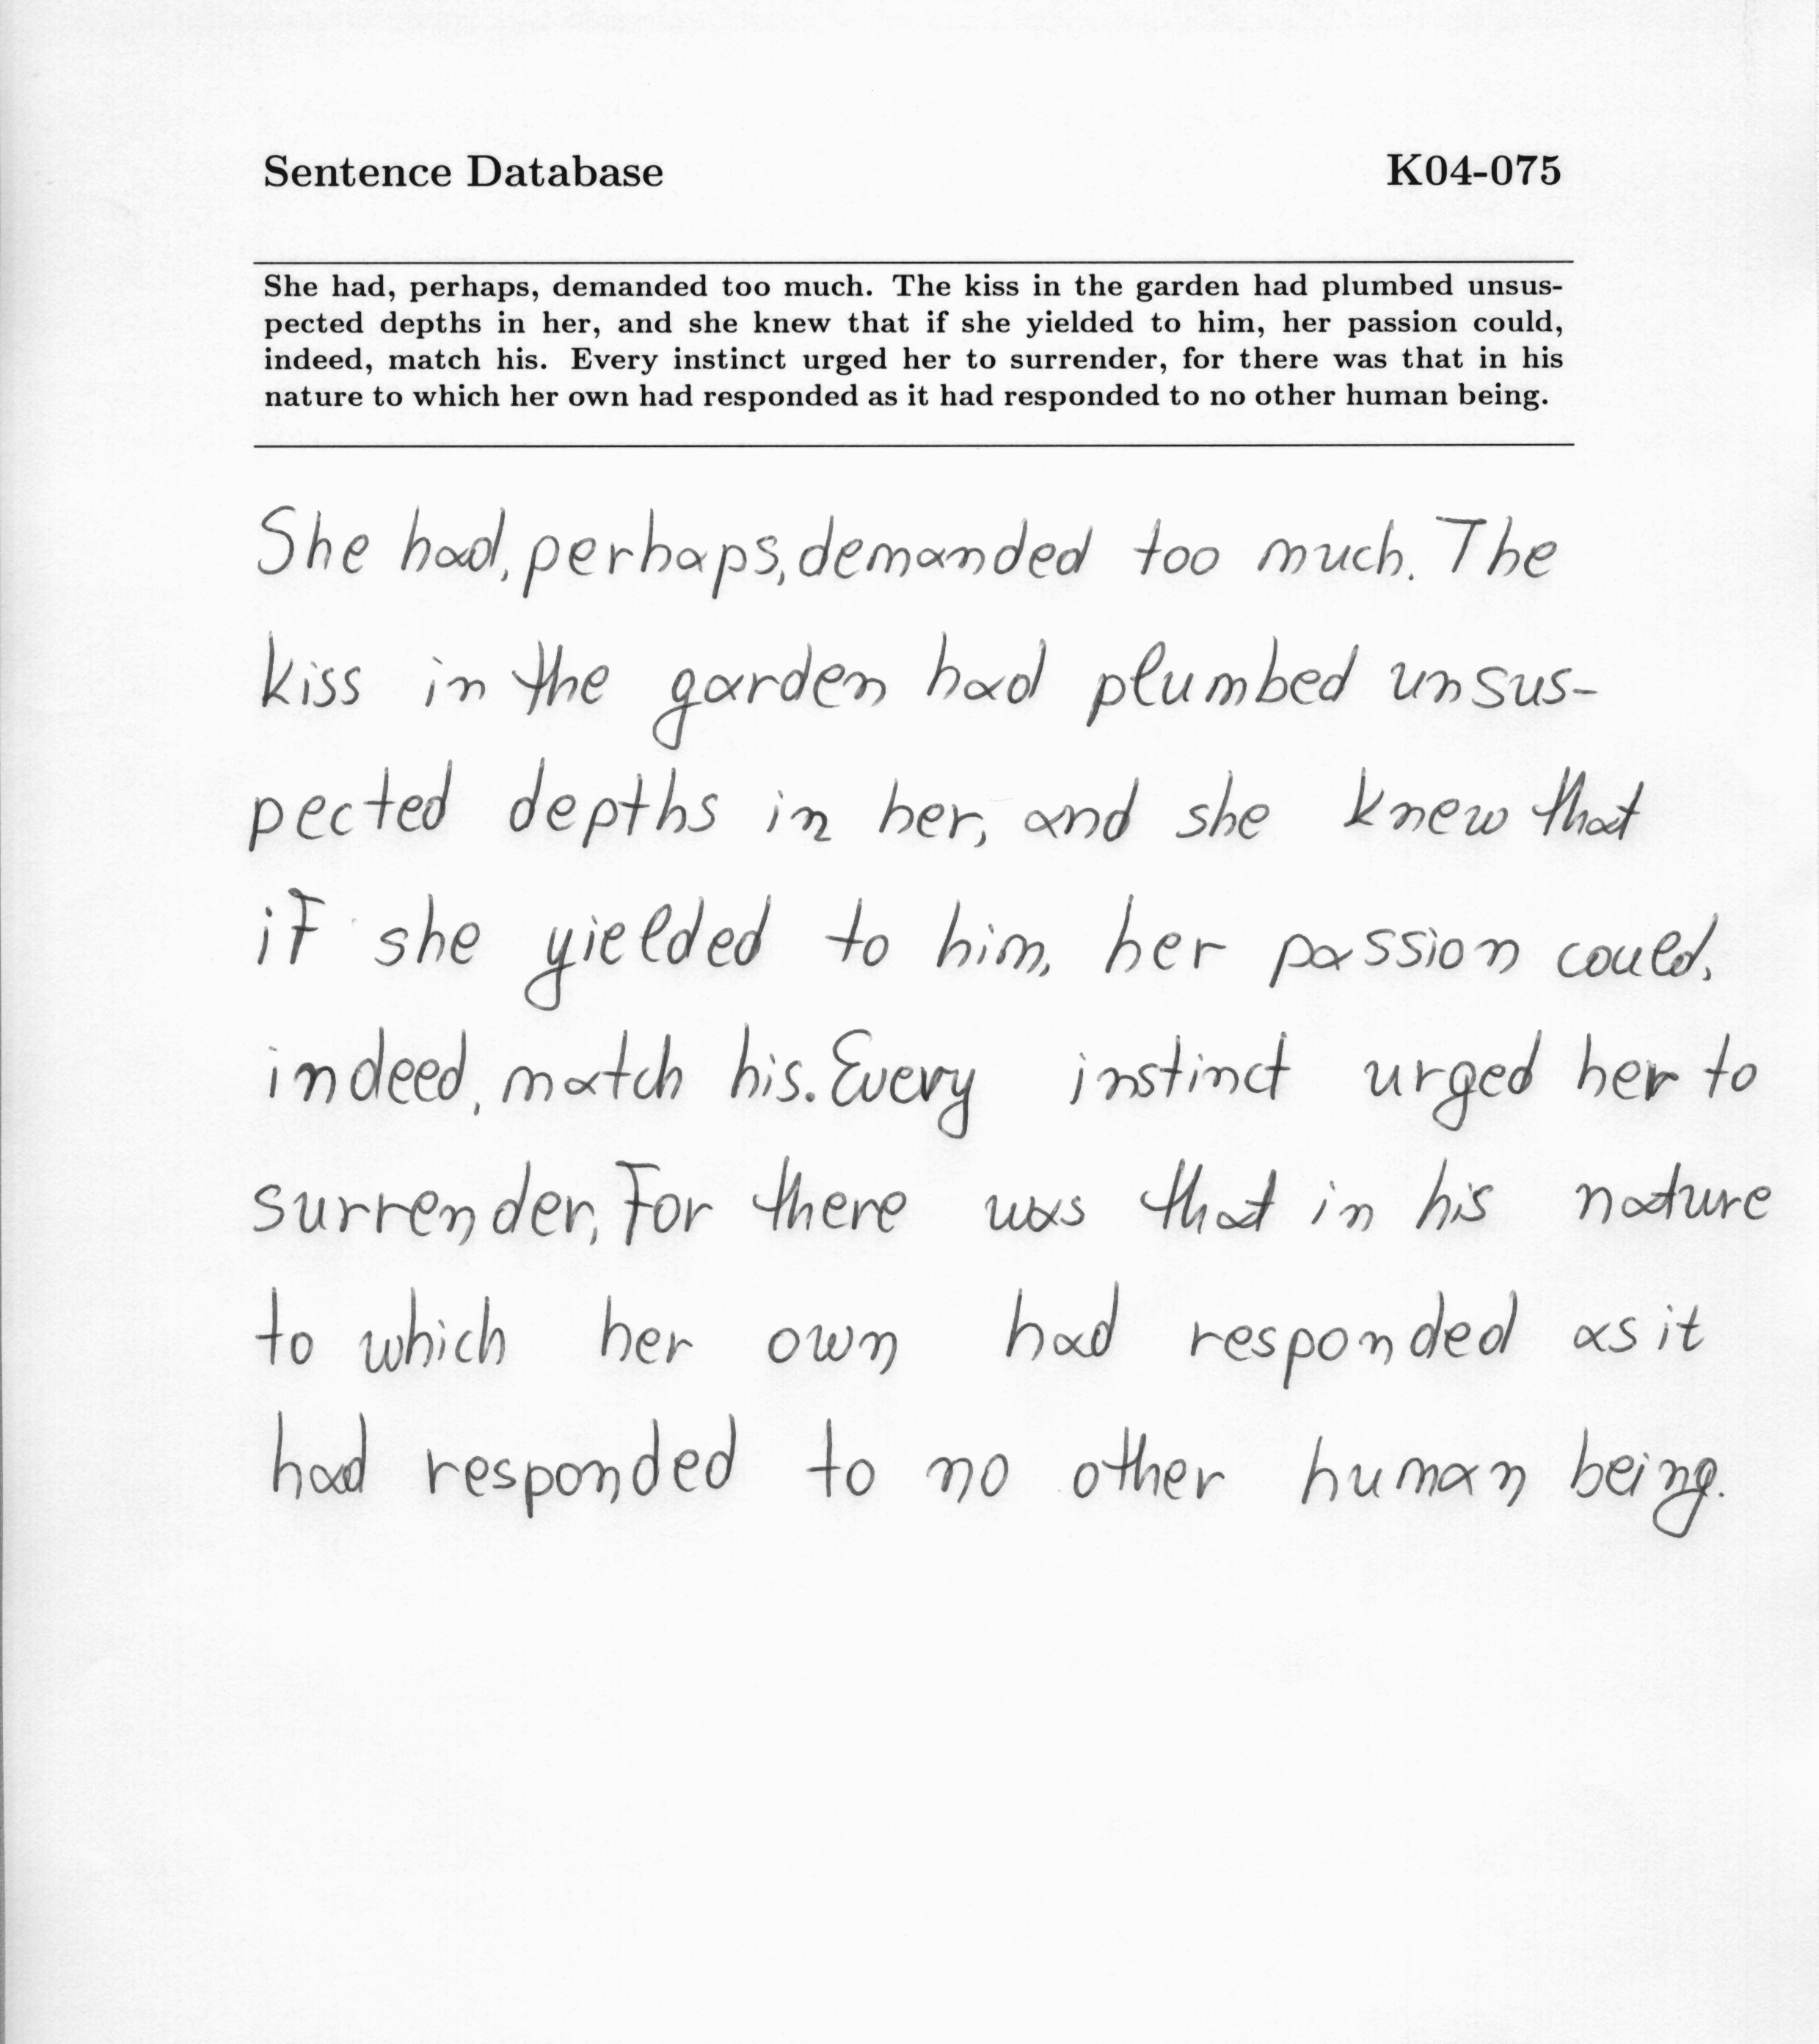 Sentence Database K04-075
She had, perhaps, demanded too much. The kiss in the garden had plumbed unsus-
pected depths in her, and she knew that if she yielded to him, her passion could,
indeed, match his. Every instinct urged her to surrender, for there was that in his
nature to which her own had responded as it had responded to no other human being.
She had, perhaps, demanded too much. The
kiss in the garden had plumbed unsus-
pected depths in her, and she knew that
if she yielded to him, her passion could,
indeed, match his. Every instinct urged her to
surrender, for there was that in his nature
to which her own had responded as it
had responded to no other human being.